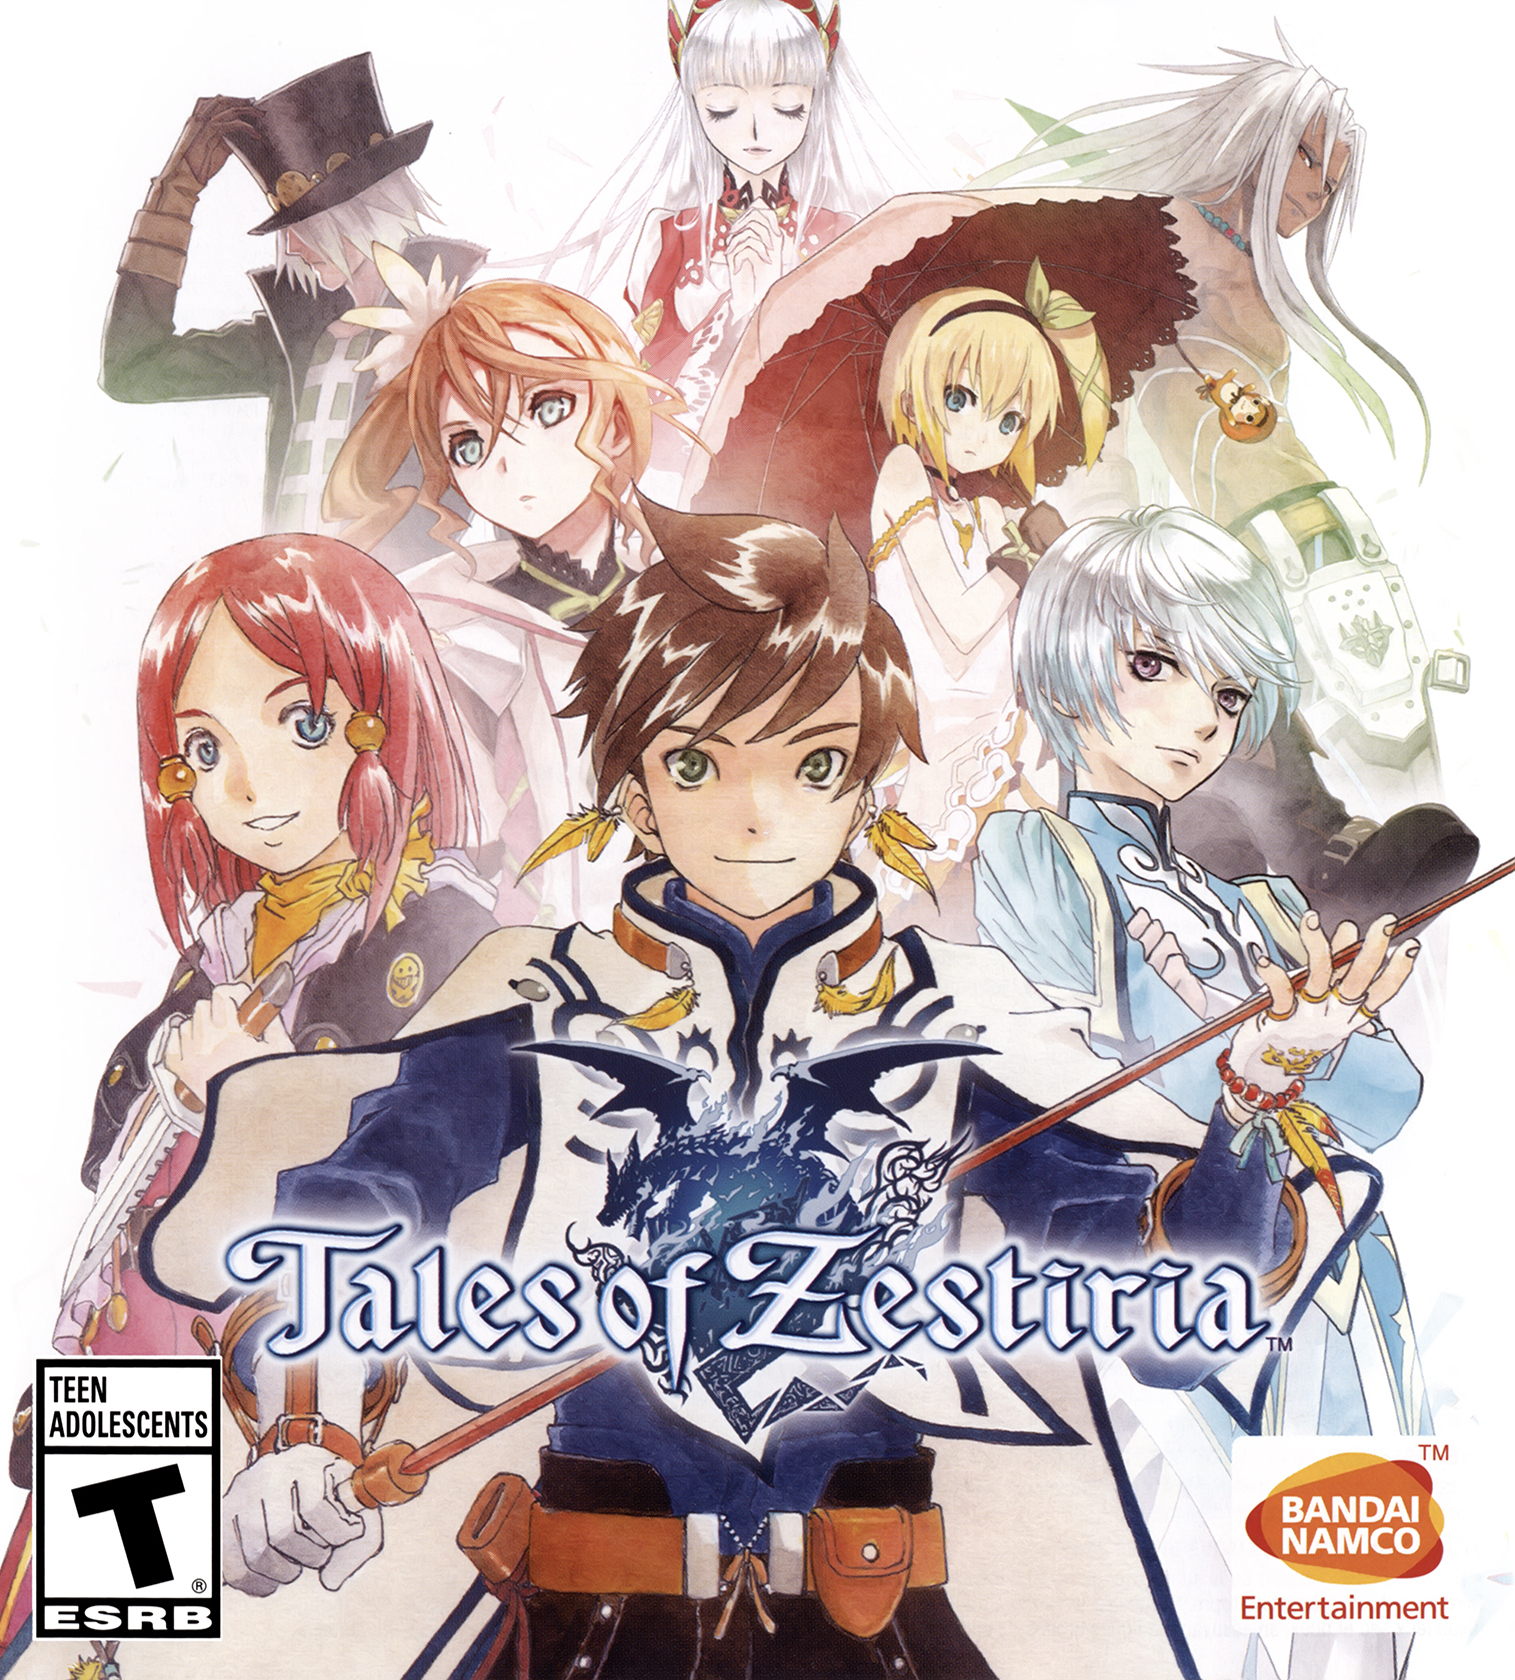 Tales of Zestiria™
TEEN
ADOLESCENTS
T
®
ESRB
™
BANDAI
NAMCO
Entertainment